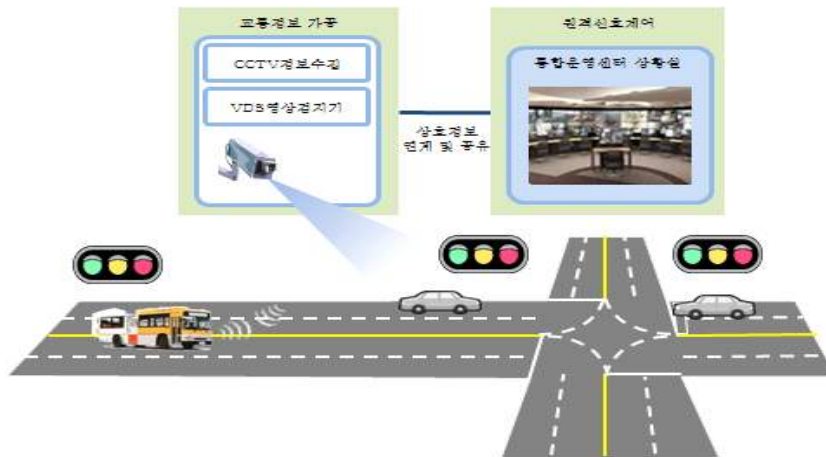 교통정보 가공
CCTV정보수집
VDS영상검지기
상호정보
연계 및 공유
원격신호제어
통합운영센터 상황실